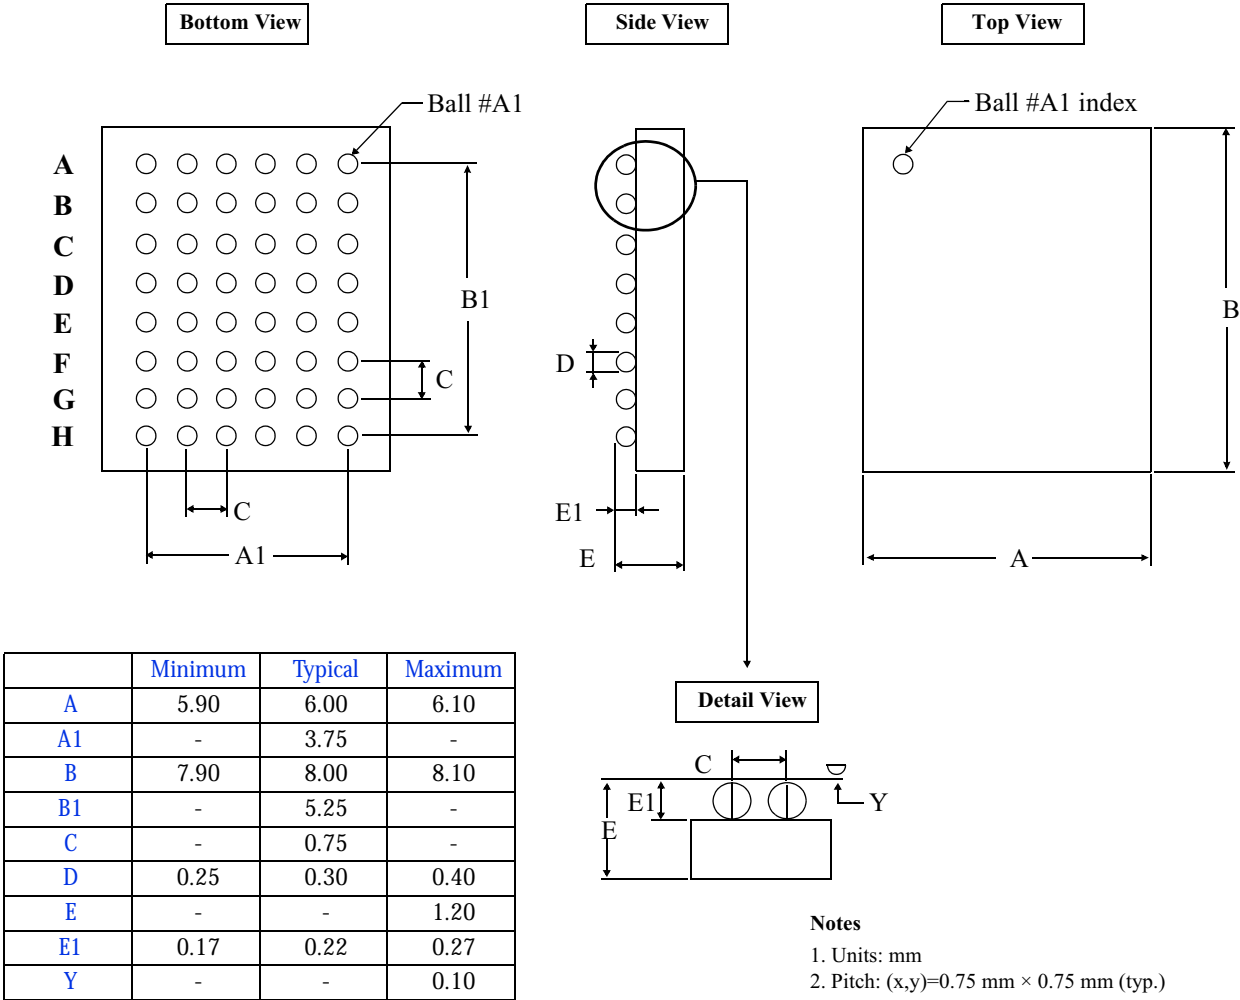 Bottom View
Side View
Top View
Ball #A1
Ball #A1 index
A
B
C
D
E
F
G
H
B1
C
C
A1
D
E1
E
B
A
Minimum Typical Maximum
A 5.90 6.00 6.10
A1 - 3.75 -
B 7.90 8.00 8.10
B1 - 5.25 -
C - 0.75 -
D 0.25 0.30 0.40
E - - 1.20
E1 0.17 0.22 0.27
Y - - 0.10
Detail View
C
E1
E
Y
Notes
1. Units: mm
2. Pitch: (x,y)=0.75 mm × 0.75 mm (typ.)